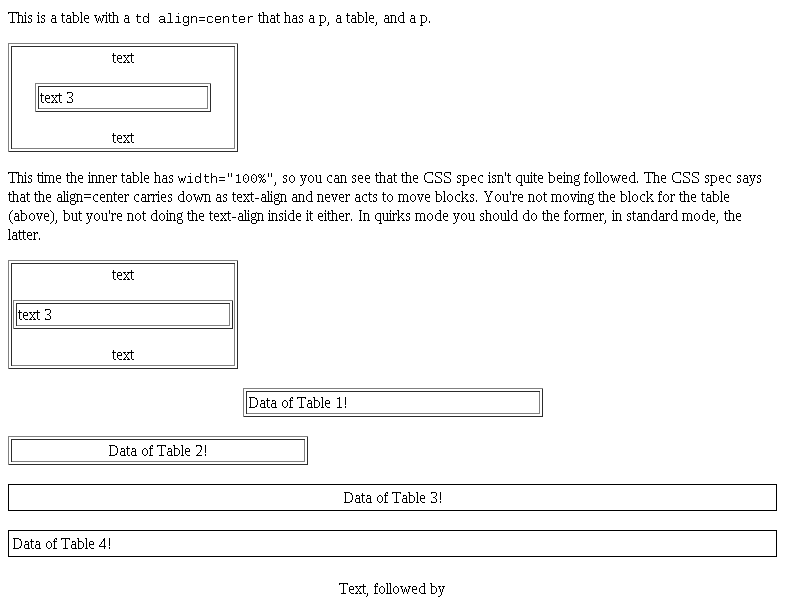 This is a table with a td align=center that has a p, a table, and a p.
text
text 3
text
This time the inner table has width="100%", so you can see that the CSS spec isn't quite being followed. The CSS spec says
that the align=center carries down as text-align and never acts to move blocks. You're not moving the block for the table
(above), but you're not doing the text-align inside it either. In quirks mode you should do the former, in standard mode, the
latter.
text
text 3
text
Data of Table 1!
Data of Table 2!
Data of Table 3!
Data of Table 4!
Text, followed by